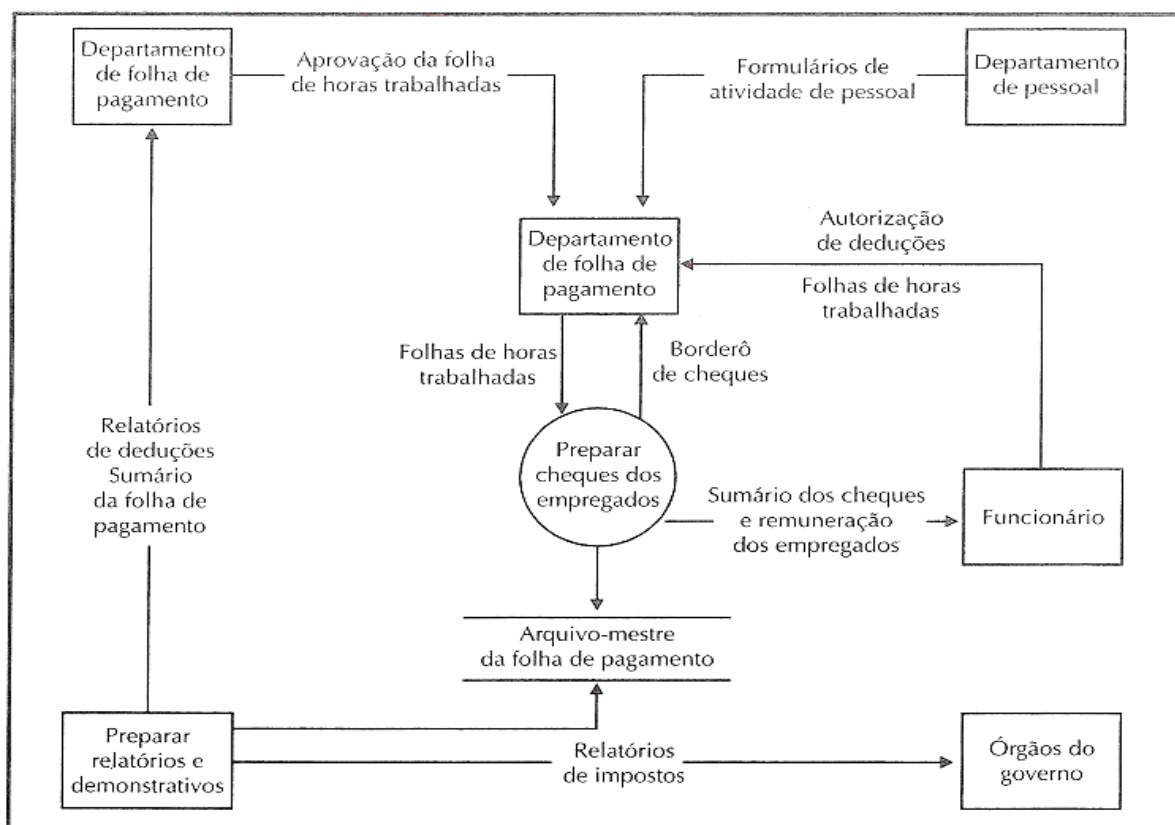 Departamento
de folha de
pagamento
Aprovação da folha
de horas trabalhadas
Formulários de
atividade de pessoal
Departamento
de pessoal
Departamento
de folha de
pagamento
Autorização
de deduções
Folhas de horas
trabalhadas
Folhas de horas
trabalhadas
Borderô
de cheques
Relatórios
de deduções
Sumário
da folha de
pagamento
Preparar
cheques dos
empregados
Sumário dos cheques
e remuneração
dos empregados
Funcionário
Arquivo-mestre
da folha de pagamento
Preparar
relatórios e
demonstrativos
Relatórios
de impostos
Órgãos do
governo